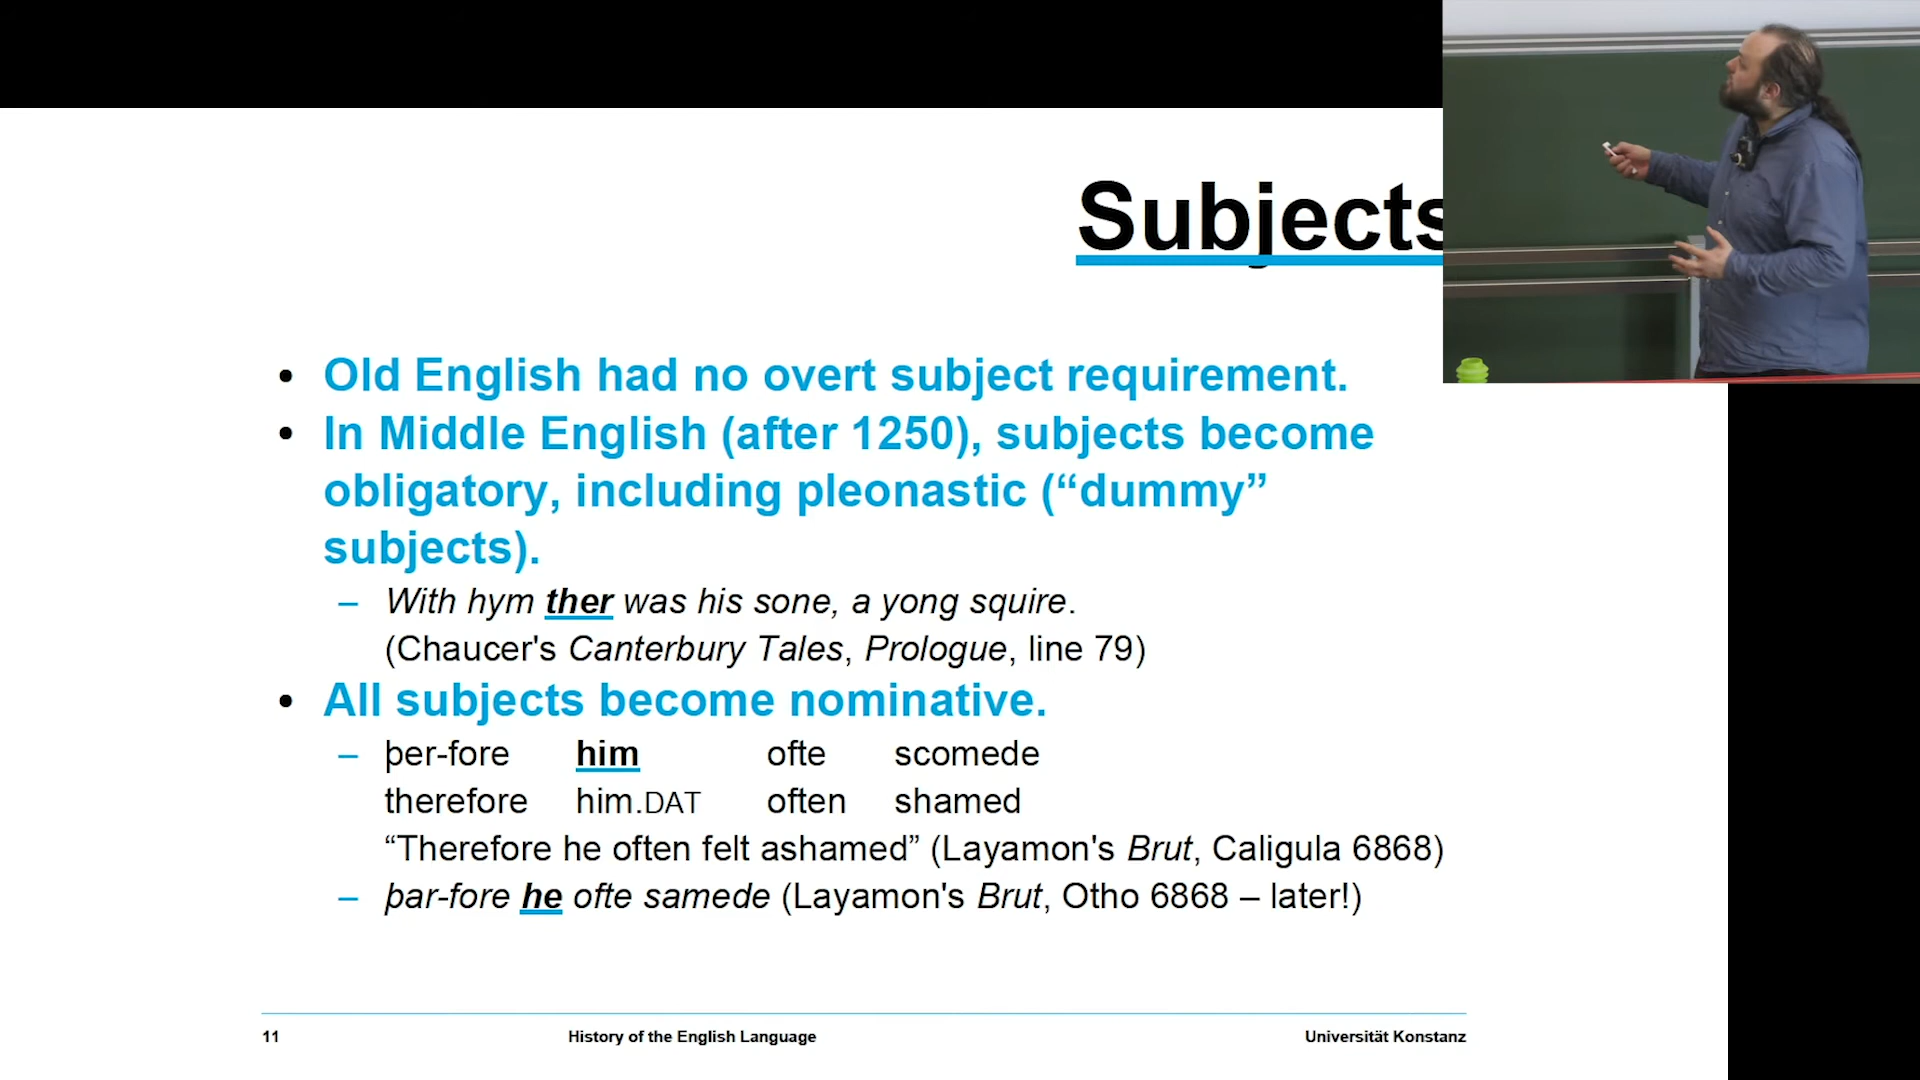 Subjects
• Old English had no overt subject requirement.
• In Middle English (after 1250), subjects become
obligatory, including pleonastic (“dummy”
subjects).
– With hym ther was his sone, a yong squire.
(Chaucer's Canterbury Tales, Prologue, line 79)
• All subjects become nominative.
– þer-fore him ofte scomede
therefore him.DAT often shamed
“Therefore he often felt ashamed” (Layamon's Brut, Caligula 6868)
– þar-fore he ofte samede (Layamon's Brut, Otho 6868 – later!)
11 History of the English Language Universität Konstanz